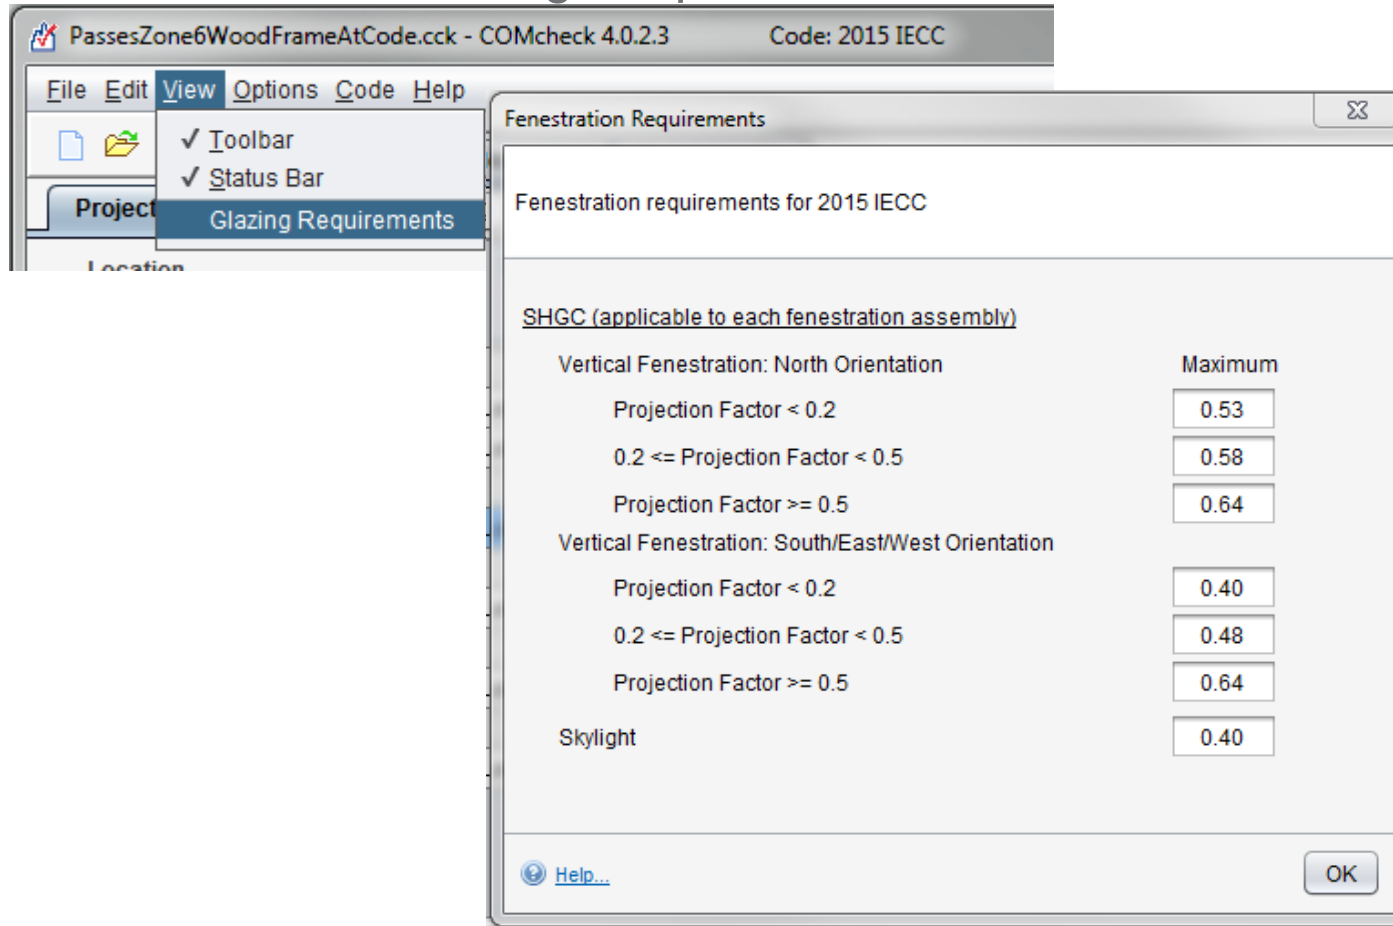 PassesZone6WoodFrameAtCode.cck - COMcheck 4.0.2.3 Code: 2015 IECC
File Edit View Options Code Help
Toolbar
Status Bar
Glazing Requirements
Project
Location
Fenestration Requirements
Fenestration requirements for 2015 IECC
SHGC (applicable to each fenestration assembly)
Vertical Fenestration: North Orientation Maximum
Projection Factor < 0.2 0.53
0.2 <= Projection Factor < 0.5 0.58
Projection Factor >= 0.5 0.64
Vertical Fenestration: South/East/West Orientation
Projection Factor < 0.2 0.40
0.2 <= Projection Factor < 0.5 0.48
Projection Factor >= 0.5 0.64
Skylight 0.40
Help...
OK